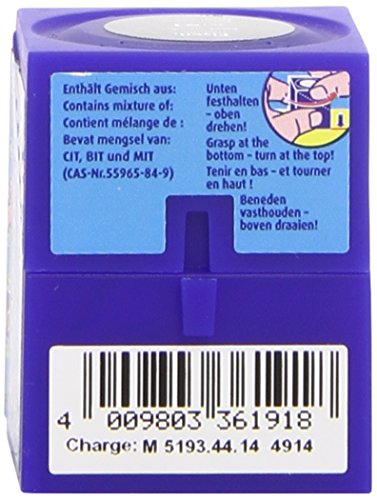 Enthält Gemisch aus:
Contains mixture of:
Contient mélange de :
Bevat mengsel van:
CIT, BIT und MIT
(CAS-Nr.55965-84-9)
Unten
festhalten
– oben
drehen!
Grasp at the
bottom – turn at the top!
Tenir en bas – et tourner
en haut !
Beneden
vasthouden –
boven draaien!
4 009803 361918
Charge: M 5193.44.14 4914